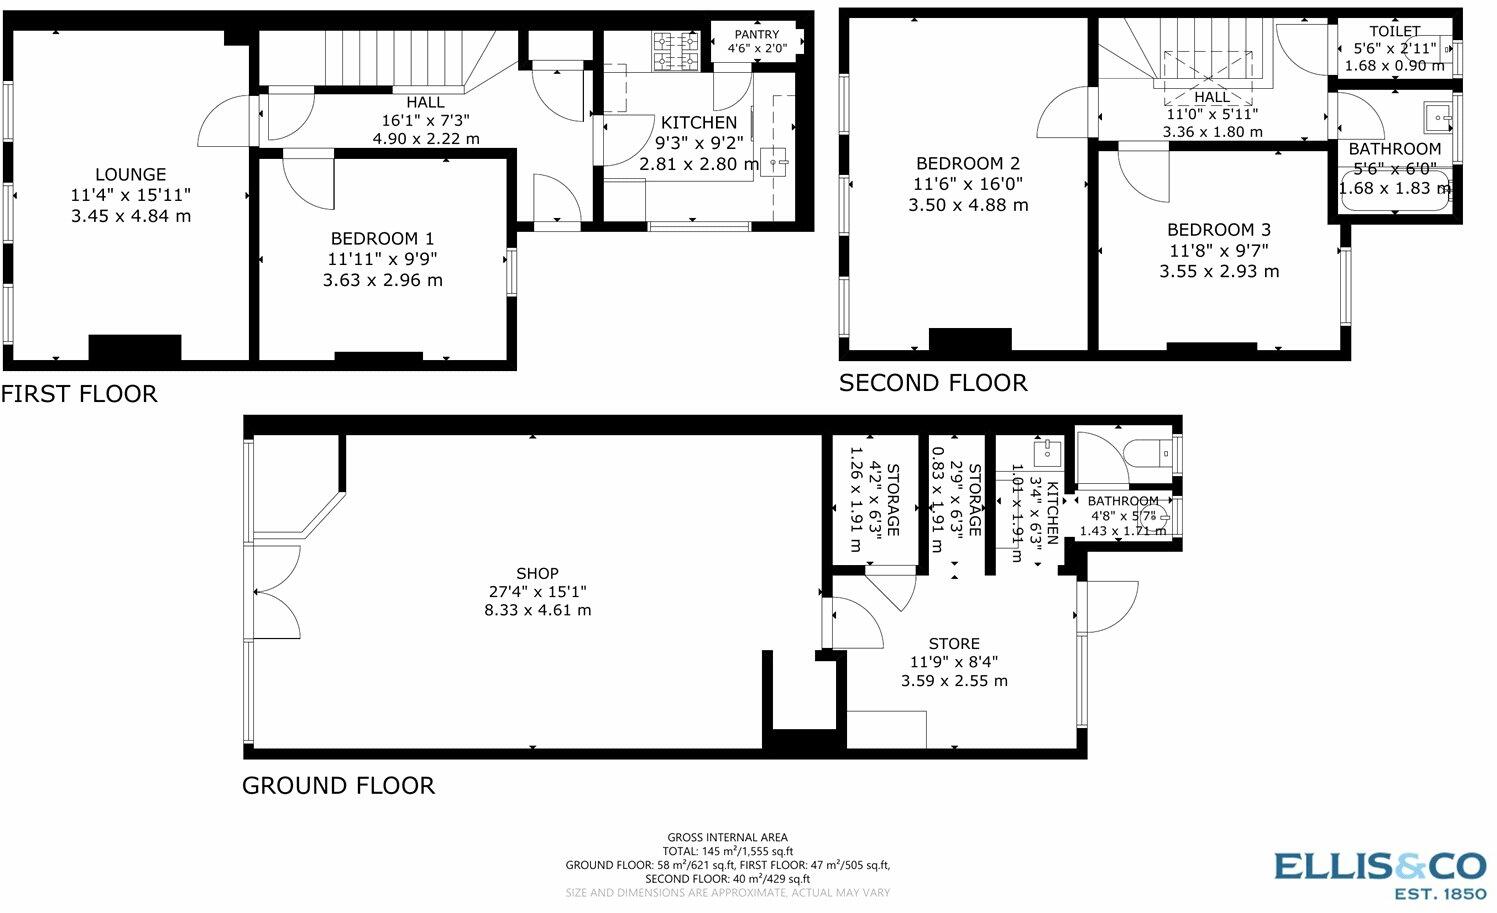 LOUNGE
11'4" x 15'11"
3.45 x 4.84 m
HALL
16'1" x 7'3"
4.90 x 2.22 m
BEDROOM 1
11'11" x 9'9"
3.63 x 2.96 m
KITCHEN
9'3" x 9'2"
2.81 x 2.80 m
PANTRY
4'6" x 2'0"
FIRST FLOOR
BEDROOM 2
11'6" x 16'0"
3.50 x 4.88 m
HALL
11'0" x 5'11"
3.36 x 1.80 m
TOILET
5'6" x 2'11"
1.68 x 0.90 m
BATHROOM
5'6" x 6'0"
1.68 x 1.83 m
BEDROOM 3
11'8" x 9'7"
3.55 x 2.93 m
SECOND FLOOR
SHOP
27'4" x 15'1"
8.33 x 4.61 m
STORAGE
4'2" x 6'3"
1.26 x 1.91 m
STORAGE
2'9" x 6'3"
0.83 x 1.91 m
KITCHEN
3'4" x 6'3"
1.01 x 1.91 m
BATHROOM
4'8" x 5'7"
1.43 x 1.71 m
STORE
11'9" x 8'4"
3.59 x 2.55 m
GROUND FLOOR
GROSS INTERNAL AREA
TOTAL: 145 m²/1,555 sq.ft
GROUND FLOOR: 58 m²/621 sq.ft, FIRST FLOOR: 47 m²/505 sq.ft,
SECOND FLOOR: 40 m²/429 sq.ft
SIZE AND DIMENSIONS ARE APPROXIMATE, ACTUAL MAY VARY
ELLIS&CO
EST. 1850